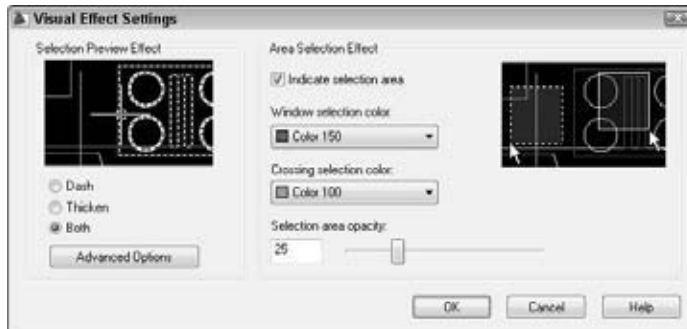 Visual Effect Settings
Selection Preview Effect
Dash
Thicken
Both
Advanced Options
Area Selection Effect
Indicate selection area
Window selection color
Color 150
Crossing selection color:
Color 100
Selection area opacity:
25
OK
Cancel
Help